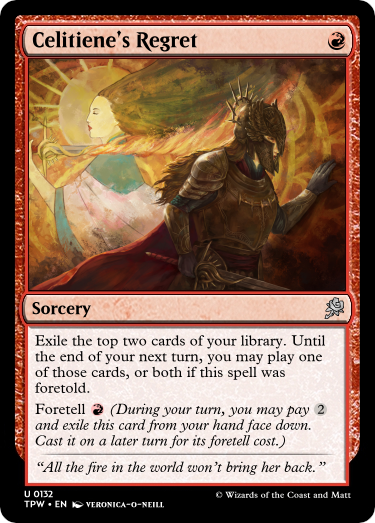 Celitiene's Regret
Sorcery
Exile the top two cards of your library. Until
the end of your next turn, you may play one
of those cards, or both if this spell was
foretold.
Foretell (During your turn, you may pay 2
and exile this card from your hand face down.
Cast it on a later turn for its foretell cost.)
“All the fire in the world won't bring her back.”
U 0132
TPW • EN VERONICA-O-NEILL
© Wizards of the Coast and Matt